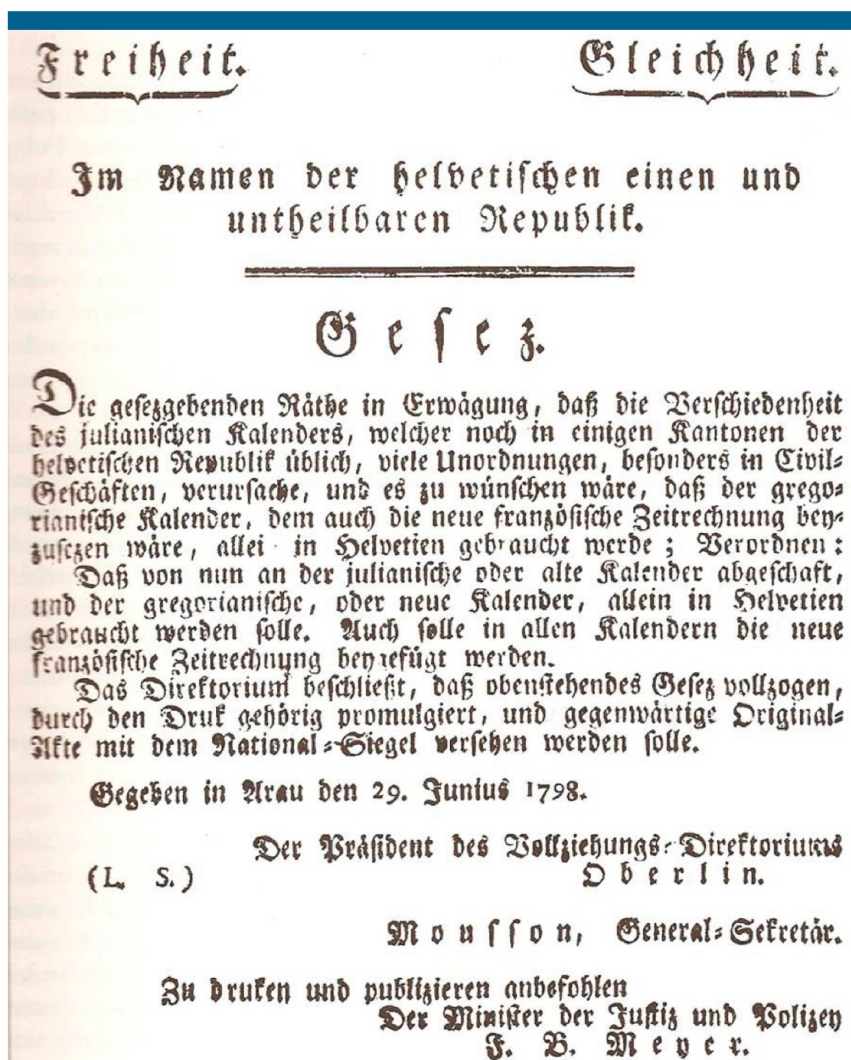 Freiheit. Gleichheit.
Im Namen der helvetischen einen und
untheilbaren Republik.
Gesez.
Die gesezgebenden Räthe in Erwägung, daß die Verschiedenheit
des julianischen Kalenders, welcher noch in einigen Kantonen der
helvetischen Republik üblich, viele Unordnungen, besonders in Civil-
Geschäften, verursache, und es zu wünschen wäre, daß der grego-
rianische Kalender, dem auch die neue französische Zeitrechnung bey-
zusezen wäre, allei in Helvetien gebraucht werde; Verordnen:
Daß von nun an der julianische oder alte Kalender abgeschaft,
und der gregorianische, oder neue Kalender, allein in Helvetien
gebraucht werden solle. Auch solle in allen Kalendern die neue
französische Zeitrechnung beygefügt werden.
Das Direktorium beschließt, daß obenstehendes Gesez vollzogen,
durch den Druk gehörig promulgiert, und gegenwärtige Original-
Akte mit dem National-Siegel versehen werden solle.
Gegeben in Arau den 29. Junius 1798.
Der Präsident des Vollziehungs-Direktoriums
(L. S.) Oberlin.
Mousson, General-Sekretär.
Zu druken und publizieren anbefohlen
Der Minister der Justiz und Polizey
F. B. Meyer.